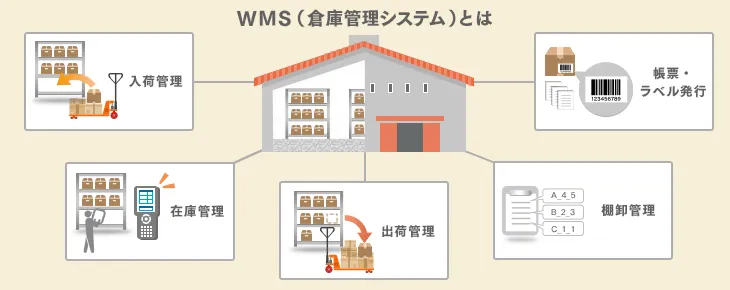 WMS（倉庫管理システム）とは
入荷管理
帳票・
ラベル発行
123456789
在庫管理
出荷管理
棚卸管理
A_4_5
B_2_3
C_1_1